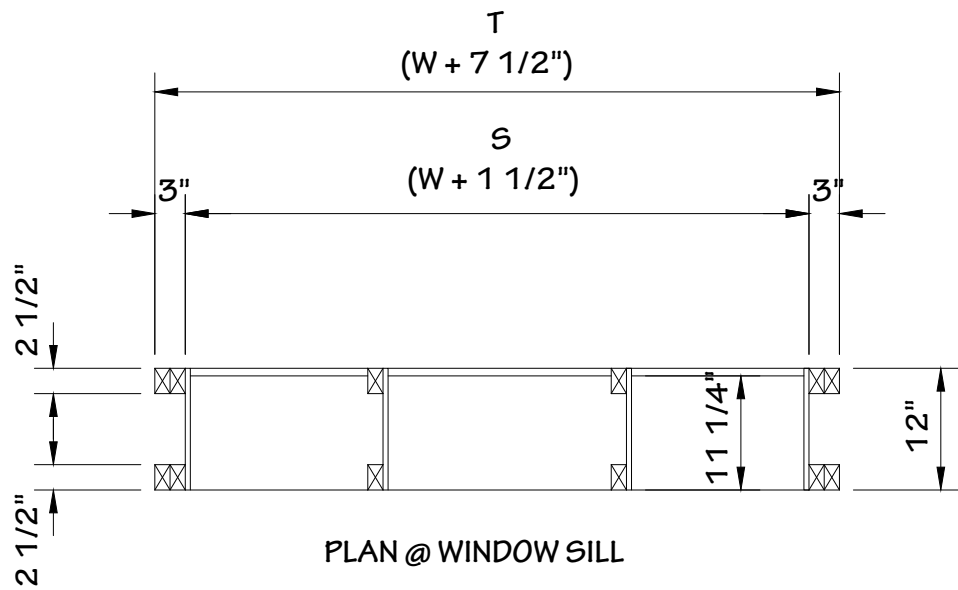 T
(W + 7 1/2")
S
(W + 1 1/2")
3"
3"
2 1/2"
11 1/4"
12"
2 1/2"
PLAN @ WINDOW SILL